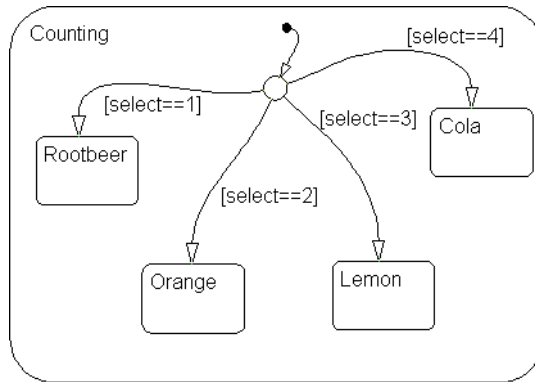 Counting
[select==4]
[select==1]
[select==3]
Cola
Rootbeer
[select==2]
Orange
Lemon